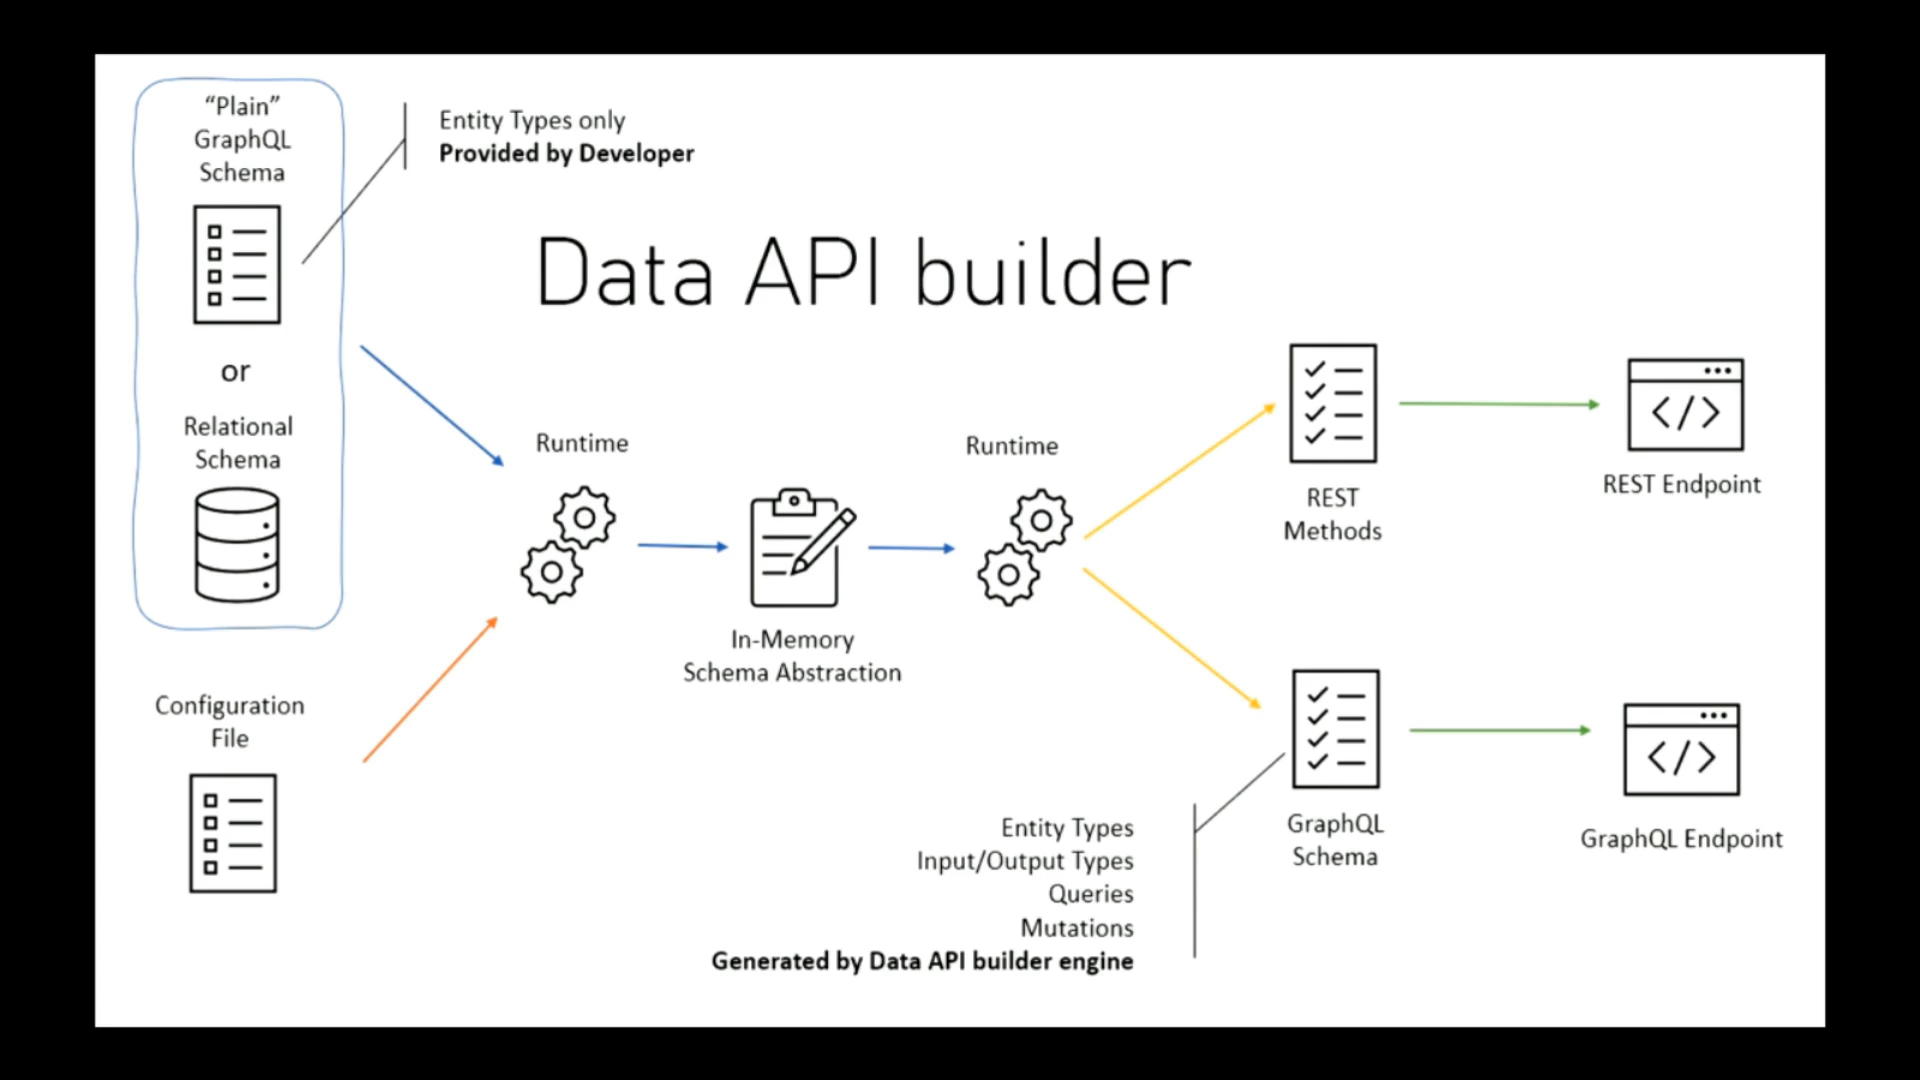 “Plain”
GraphQL
Schema
Entity Types only
Provided by Developer
Data API builder
or
Relational
Schema
Runtime
Runtime
In-Memory
Schema Abstraction
REST
Methods
REST Endpoint
Configuration
File
Entity Types
Input/Output Types
Queries
Mutations
Generated by Data API builder engine
GraphQL
Schema
GraphQL Endpoint